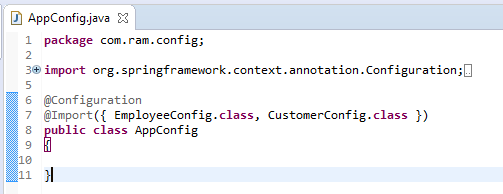 AppConfig.java
1 package com.ram.config;
2
3 import org.springframework.context.annotation.Configuration;
5
6 @Configuration
7 @Import({ EmployeeConfig.class, CustomerConfig.class })
8 public class AppConfig
9 {
10
11 }